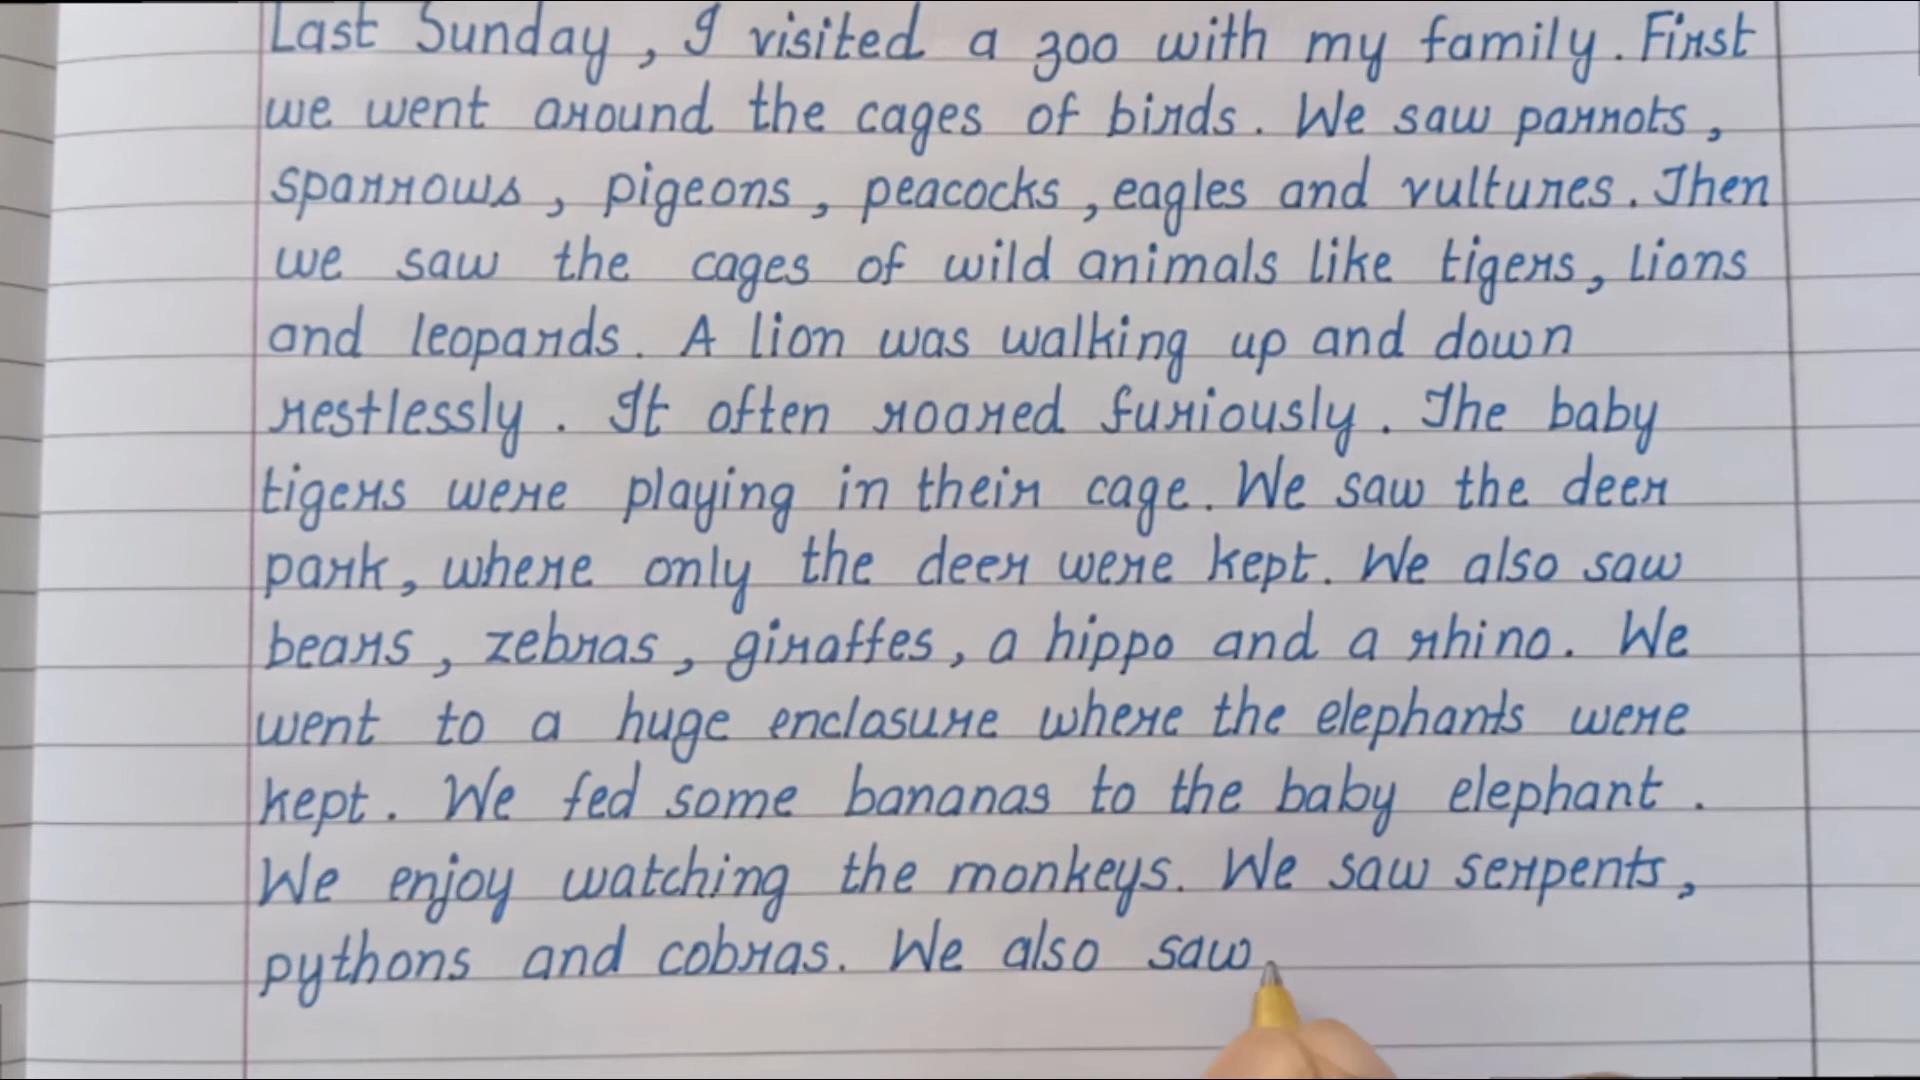 Last Sunday, I visited a zoo with my family. First
we went around the cages of birds. We saw parrots,
sparrows, pigeons, peacocks, eagles and vultures. Then
we saw the cages of wild animals like tigers, lions
and leopards. A lion was walking up and down
restlessly. It often roared furiously. The baby
tigers were playing in their cage. We saw the deer
park, where only the deer were kept. We also saw
bears, zebras, giraffes, a hippo and a rhino. We
went to a huge enclosure where the elephants were
kept. We fed some bananas to the baby elephant.
We enjoy watching the monkeys. We saw serpents,
pythons and cobras. We also saw